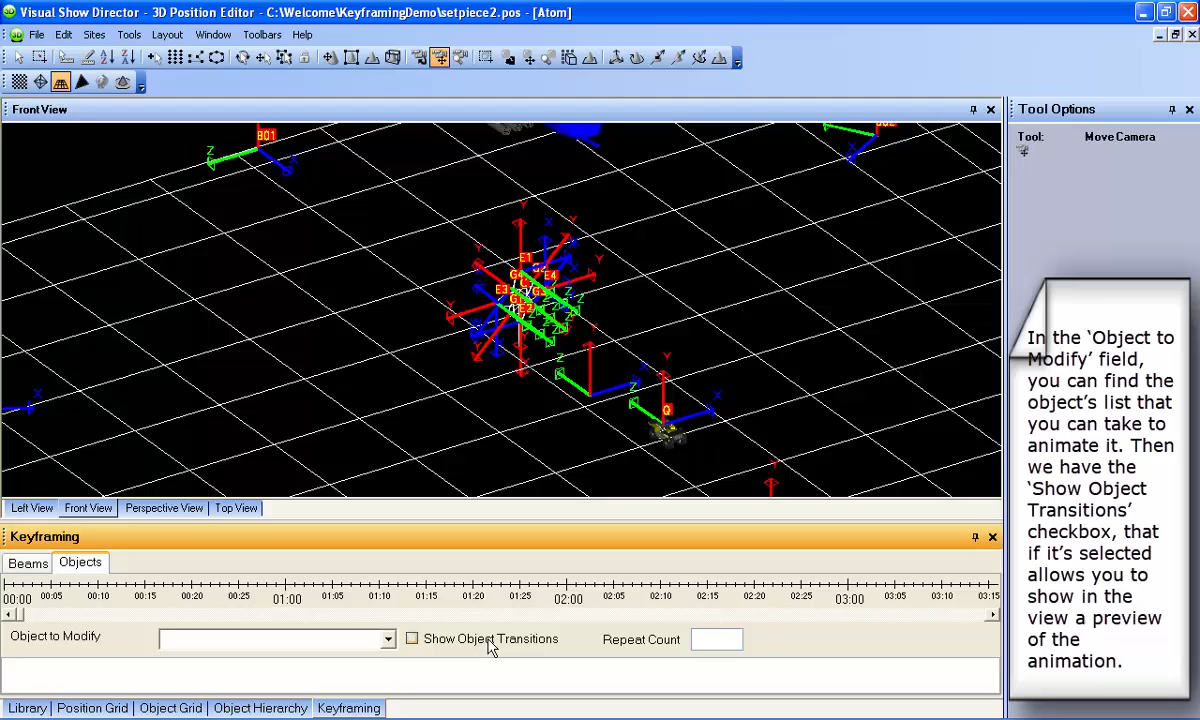 Visual Show Director - 3D Position Editor - C:\Welcome\KeyframingDemo\setpiece2.pos - [Atom]
File Edit Sites Tools Layout Window Toolbars Help
Front View
Tool Options
Tool: Move Camera
B01
Z
X
X
Y
X
Y
Y
E1
Y
G4
E4
E3
G1
E2
Z
Z
Y
Y
Y
Z
X
Y
Z
X
Q
X
Y
In the ‘Object to
Modify’ field,
you can find the
object’s list that
you can take to
animate it. Then
we have the
‘Show Object
Transitions’
checkbox, that
if it’s selected
allows you to
show in the
view a preview
of the
animation.
Left View Front View Perspective View Top View
Keyframing
Beams Objects
00:00 00:05 00:10 00:15 00:20 00:25 01:00 01:05 01:10 01:15 01:20 01:25 02:00 02:05 02:10 02:15 02:20 02:25 03:00 03:05 03:10 03:15
Object to Modify Show Object Transitions Repeat Count
Library Position Grid Object Grid Object Hierarchy Keyframing